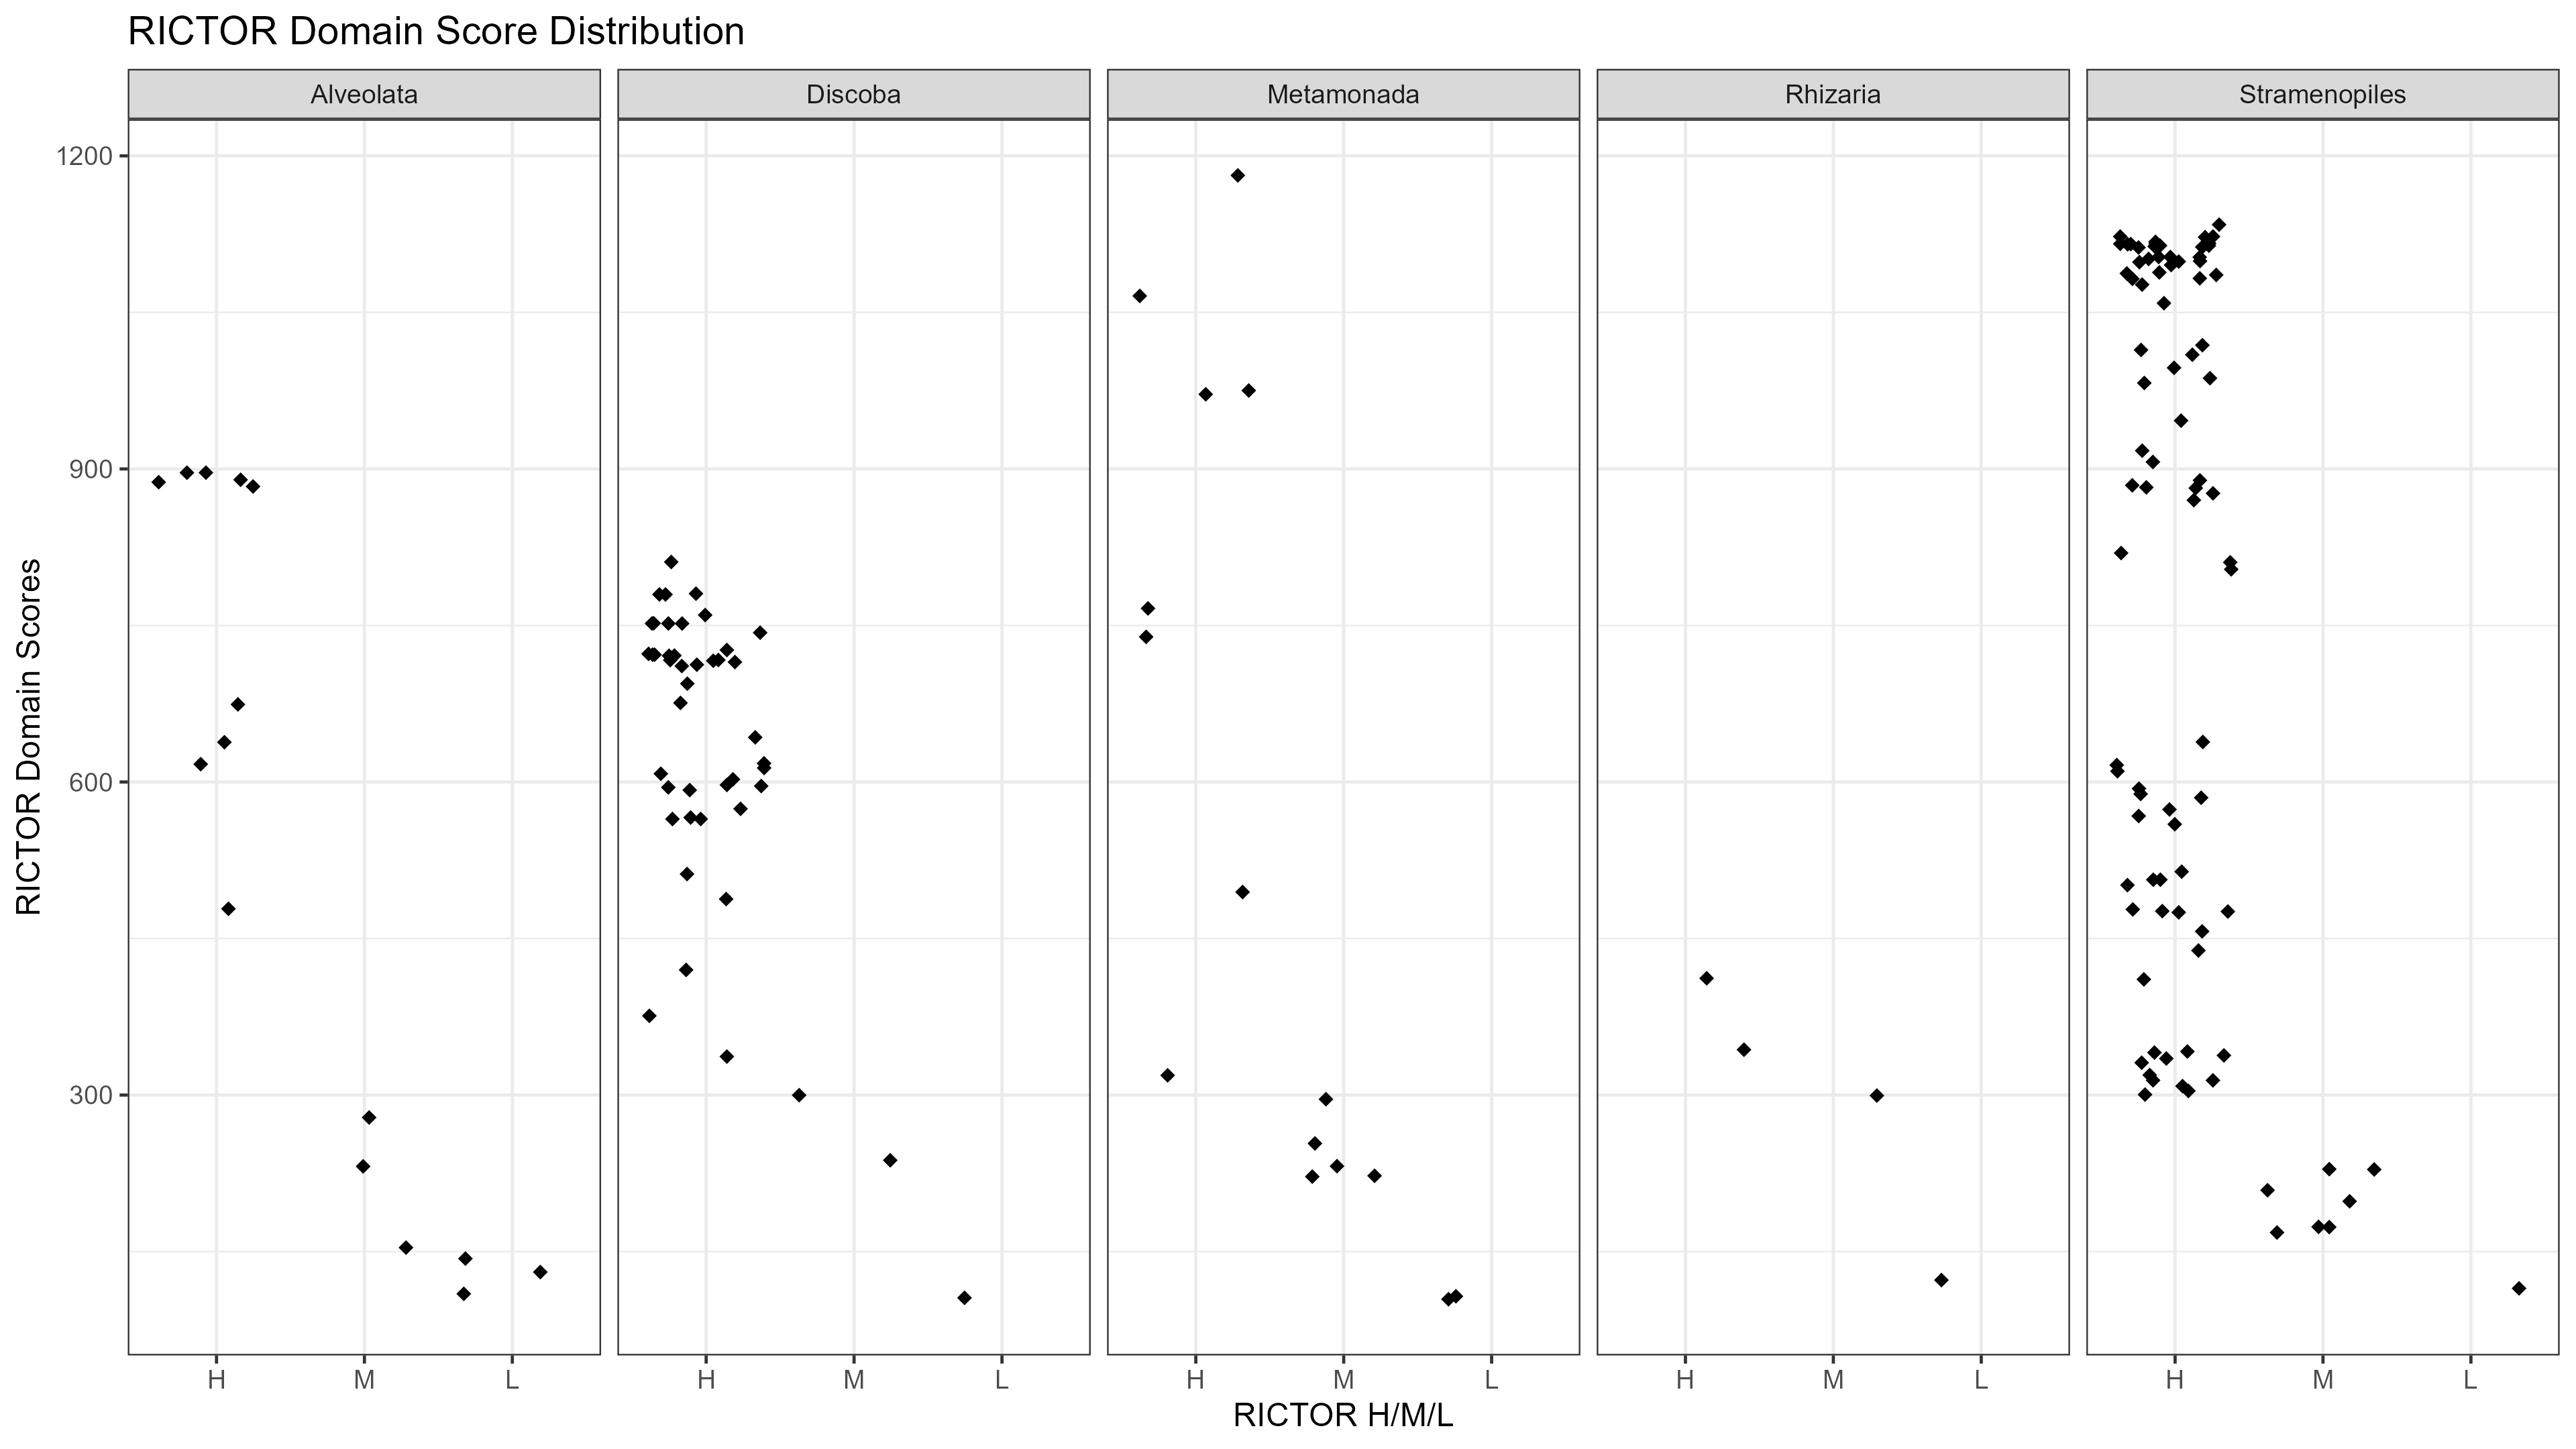 RICTOR Domain Score Distribution
Alveolata Discoba Metamonada Rhizaria Stramenopiles
1200
900
600
300
RICTOR Domain Scores
H M L H M L H M L H M L H M L
RICTOR H/M/L